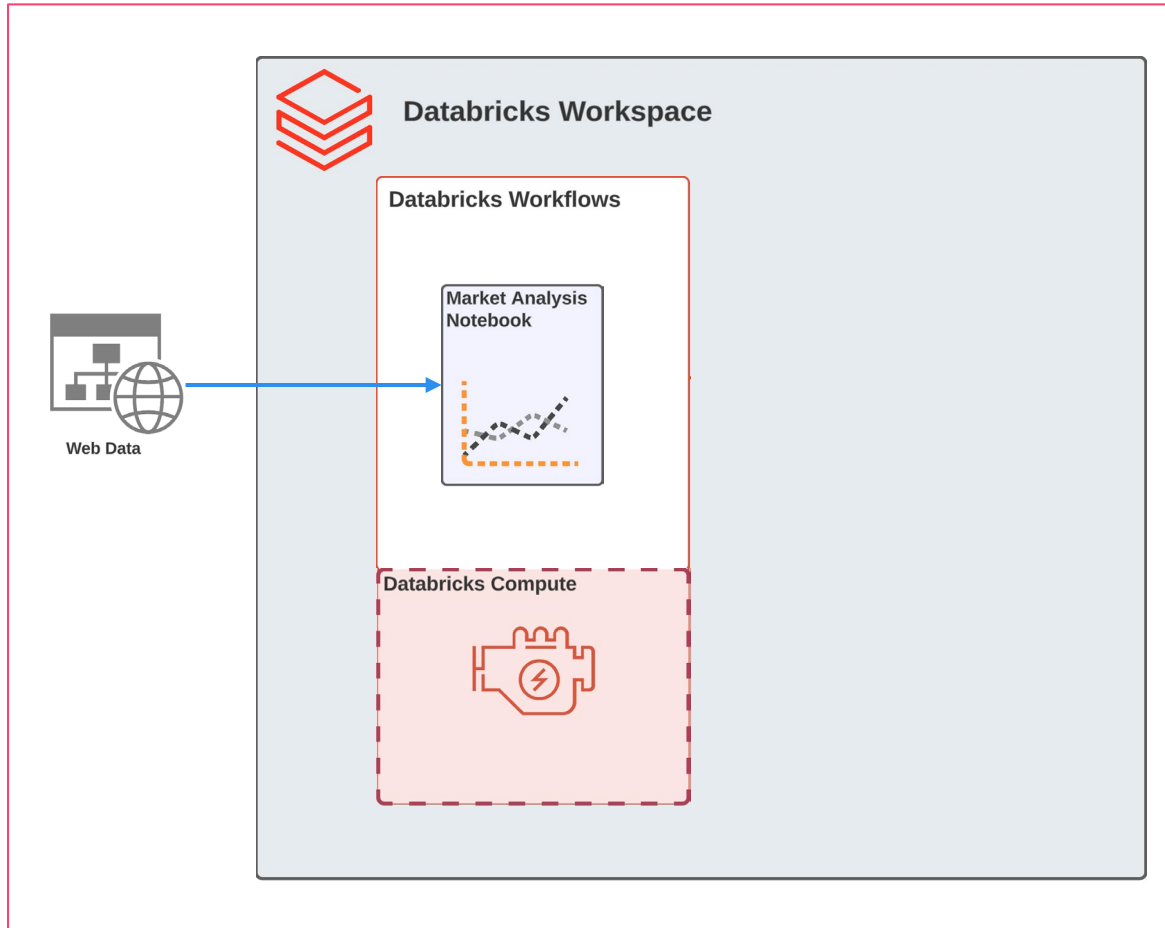 Databricks Workspace
Databricks Workflows
Market Analysis
Notebook
Web Data
Databricks Compute